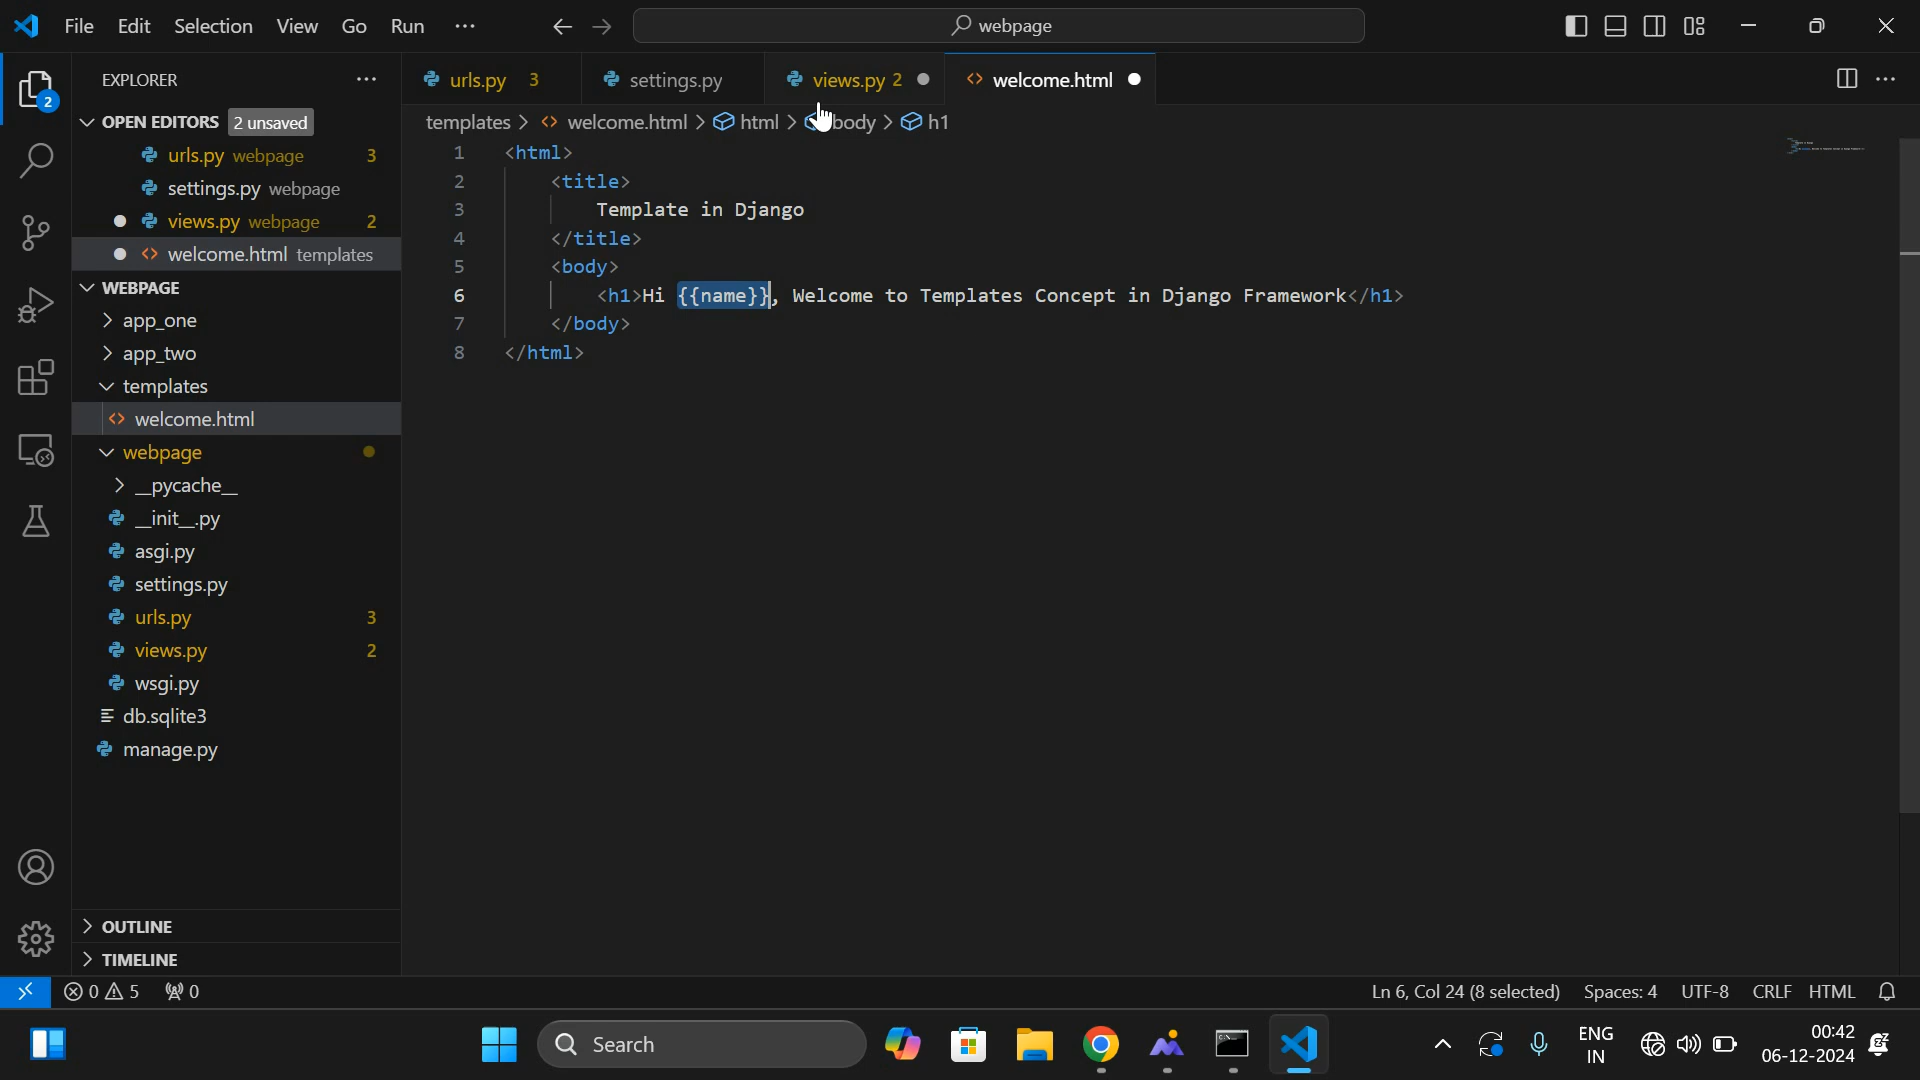 File Edit Selection View Go Run ··· webpage
EXPLORER ···
OPEN EDITORS 2 unsaved
urls.py webpage 3
settings.py webpage
views.py webpage 2
welcome.html templates
WEBPAGE
app_one
app_two
templates
welcome.html
webpage
__pycache__
__init__.py
asgi.py
settings.py
urls.py 3
views.py 2
wsgi.py
db.sqlite3
manage.py
OUTLINE
TIMELINE
urls.py 3 settings.py views.py 2 welcome.html
templates > welcome.html > html > body > h1
1 <html>
2 <title>
3 Template in Django
4 </title>
5 <body>
6 <h1>Hi {{name}}, Welcome to Templates Concept in Django Framework</h1>
7 </body>
8 </html>
0 5 0 Ln 6, Col 24 (8 selected) Spaces: 4 UTF-8 CRLF HTML
2
Search ENG IN 00:42 06-12-2024